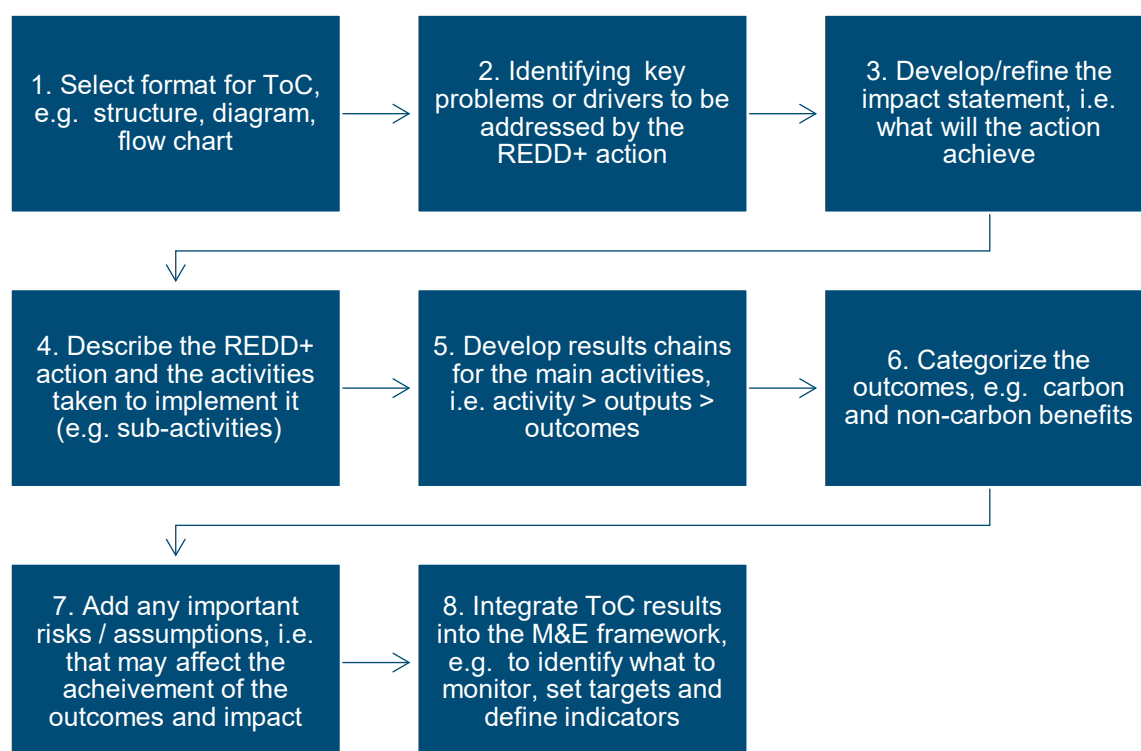 1. Select format for ToC,
e.g. structure, diagram,
flow chart
2. Identifying key
problems or drivers to be
addressed by the
REDD+ action
3. Develop/refine the
impact statement, i.e.
what will the action
achieve
4. Describe the REDD+
action and the activities
taken to implement it
(e.g. sub-activities)
5. Develop results chains
for the main activities,
i.e. activity > outputs >
outcomes
6. Categorize the
outcomes, e.g. carbon
and non-carbon benefits
7. Add any important
risks / assumptions, i.e.
that may affect the
acheivement of the
outcomes and impact
8. Integrate ToC results
into the M&E framework,
e.g. to identify what to
monitor, set targets and
define indicators